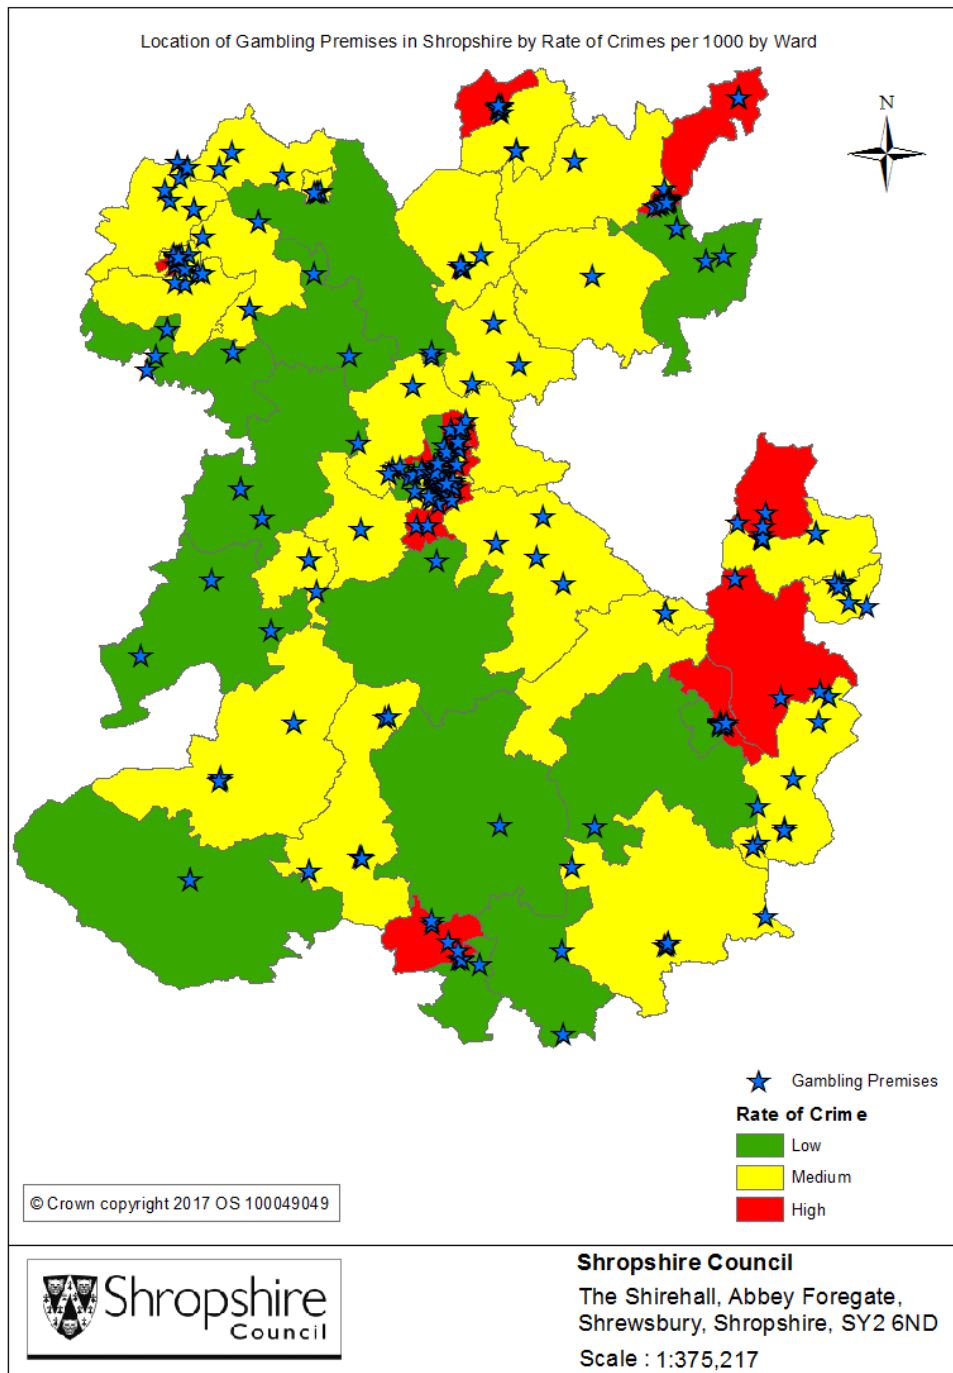 Location of Gambling Premises in Shropshire by Rate of Crimes per 1000 by Ward
N
Gambling Premises
Rate of Crime
Low
Medium
High
© Crown copyright 2017 OS 100049049
Shropshire
Council
Shropshire Council
The Shirehall, Abbey Foregate,
Shrewsbury, Shropshire, SY2 6ND
Scale : 1:375,217